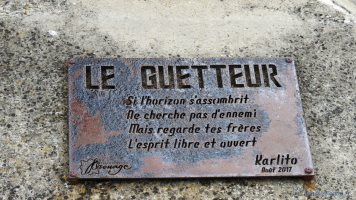 LE GUETTEUR
Si l'horizon s'assombrit
Ne cherche pas d'ennemi
Mais regarde tes frères
L'esprit libre et ouvert
Karlito
Août 2017